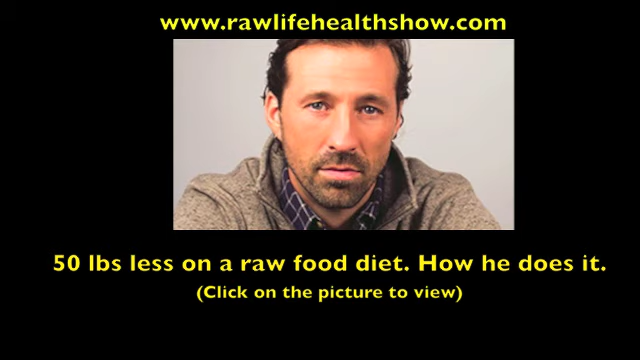 www.rawlifehealthshow.com
50 lbs less on a raw food diet. How he does it.
(Click on the picture to view)